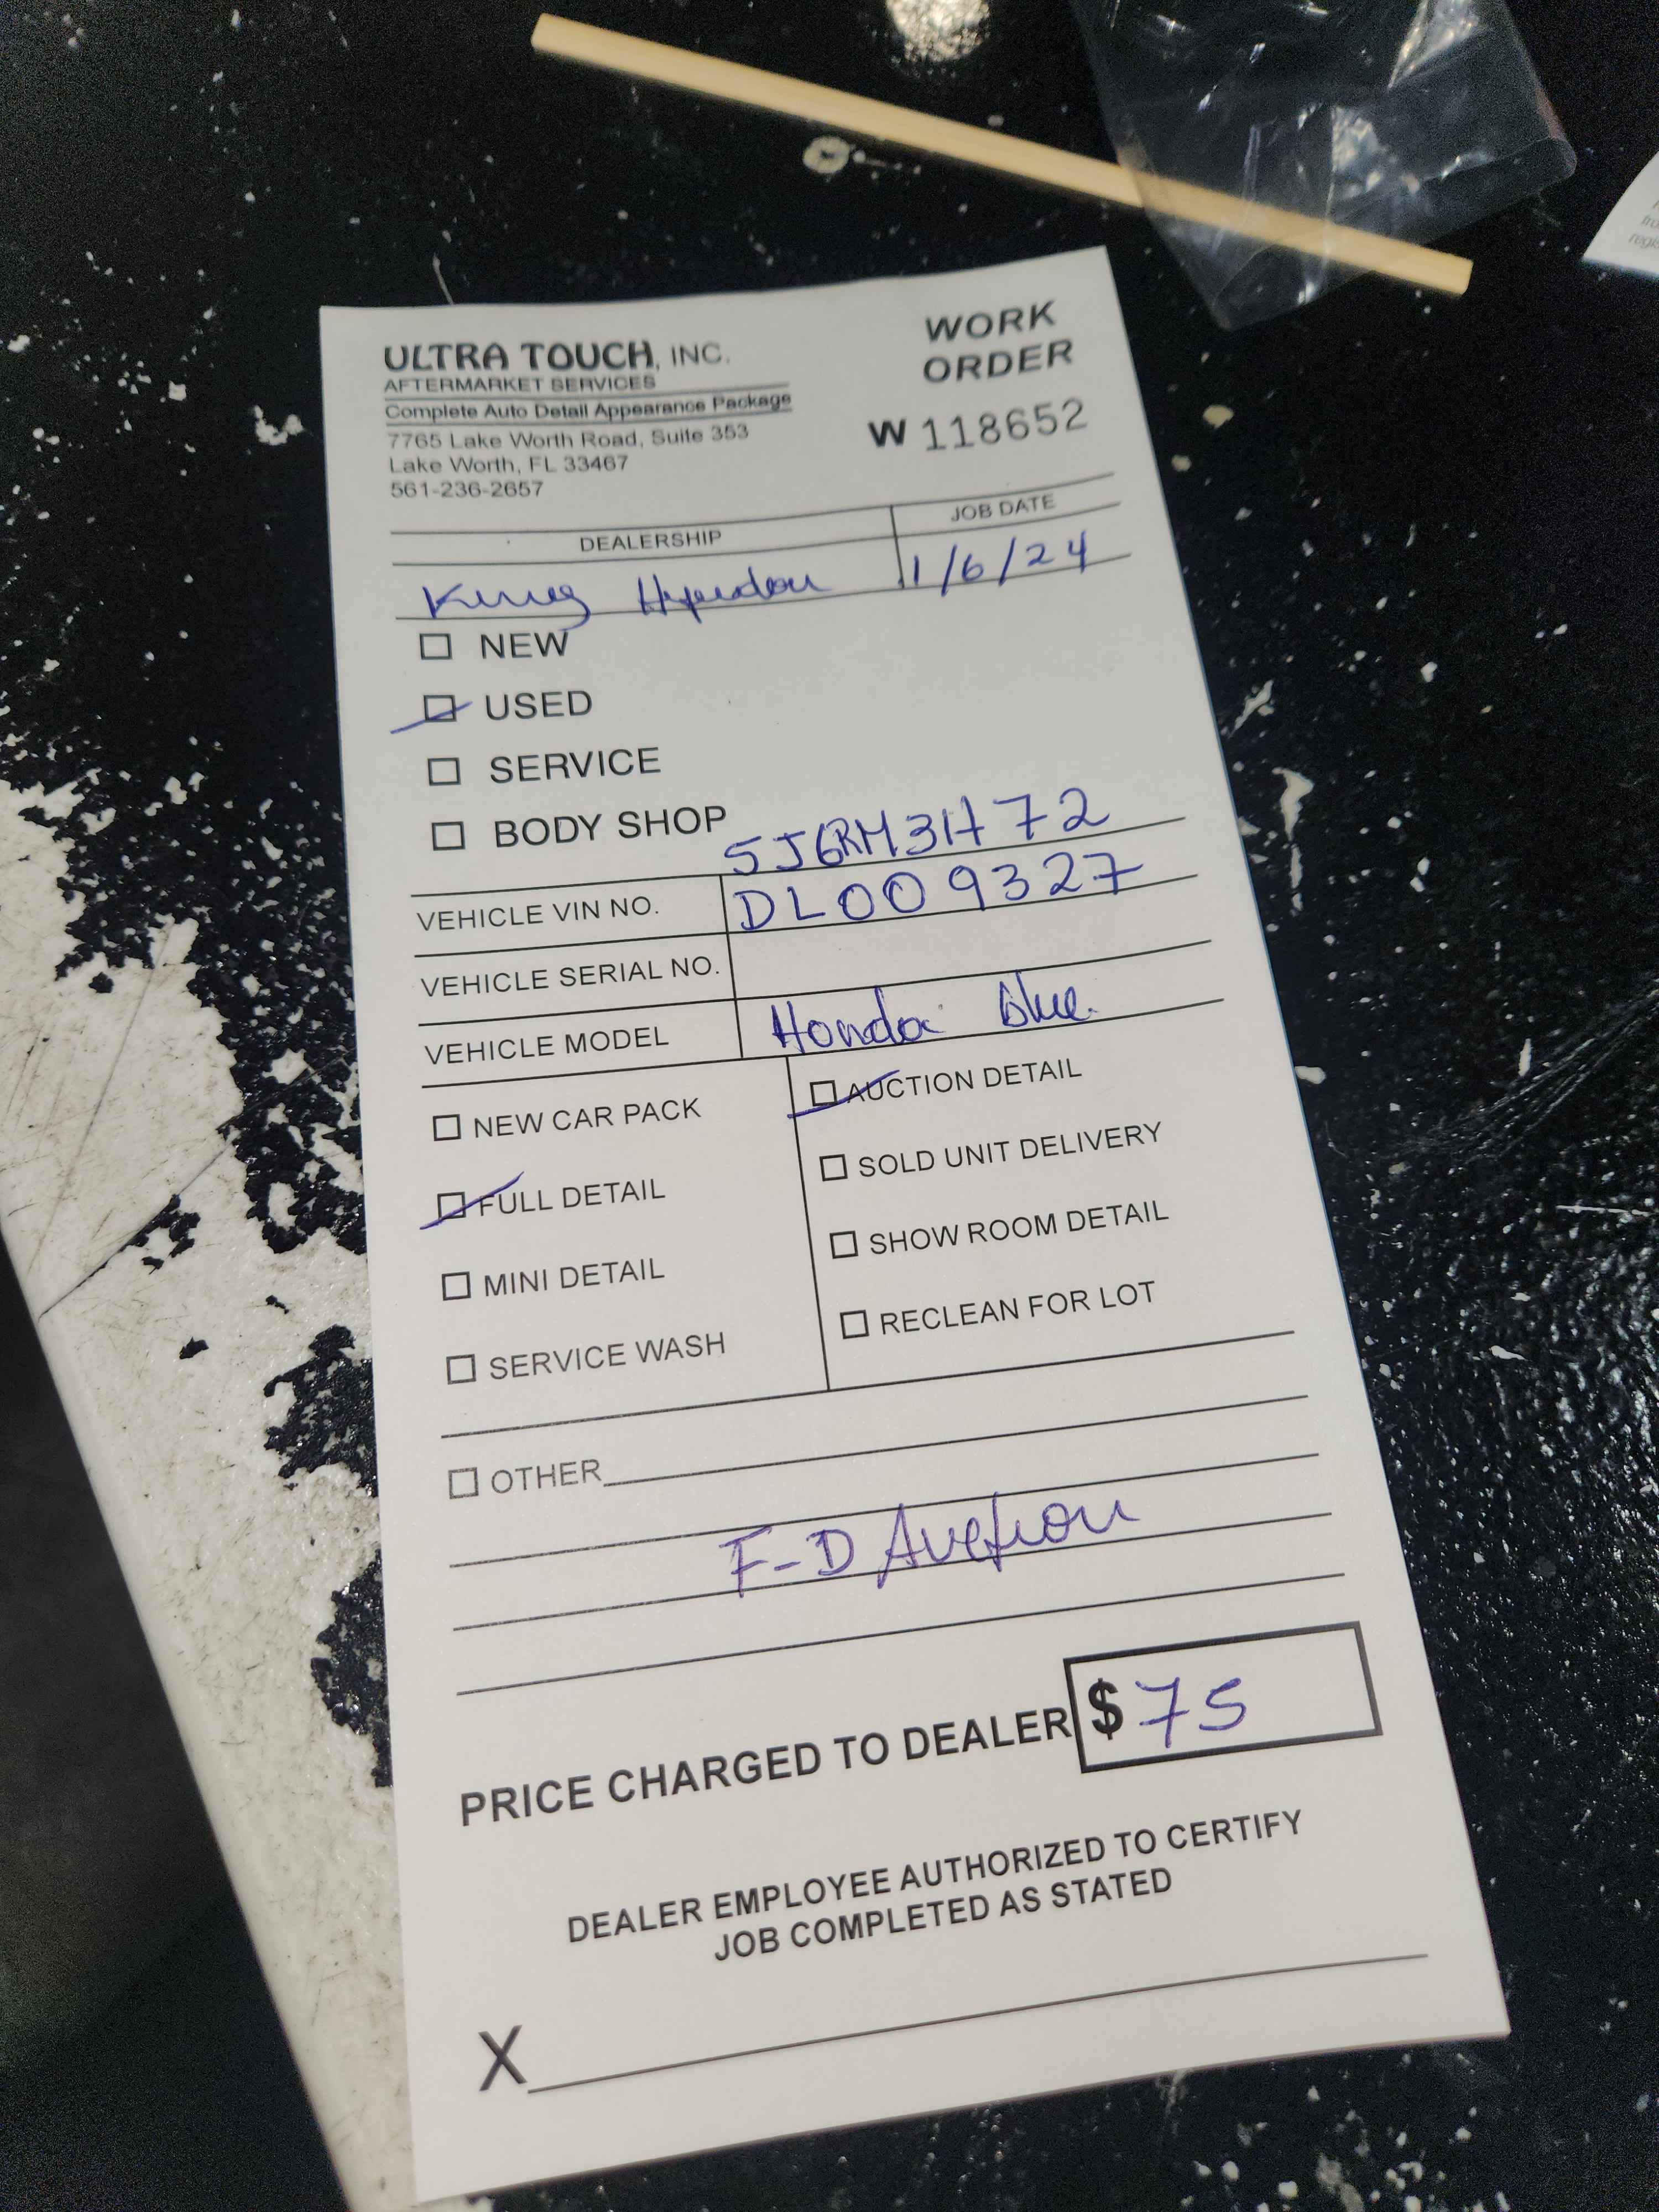 ULTRA TOUCH, INC.
AFTERMARKET SERVICES
Complete Auto Detail Appearance Package
7765 Lake Worth Road, Suite 353
Lake Worth, FL 33467
561-236-2657
WORK
ORDER
W 118652
DEALERSHIP
JOB DATE
King
1/6/24
NEW
USED
SERVICE
BODY SHOP
5J6RM3H72
VEHICLE VIN NO. DL009327
VEHICLE SERIAL NO.
VEHICLE MODEL Honda blue.
NEW CAR PACK
FULL DETAIL
MINI DETAIL
SERVICE WASH
AUCTION DETAIL
SOLD UNIT DELIVERY
SHOW ROOM DETAIL
RECLEAN FOR LOT
OTHER
F-D Auction
PRICE CHARGED TO DEALER $75
DEALER EMPLOYEE AUTHORIZED TO CERTIFY
JOB COMPLETED AS STATED
X